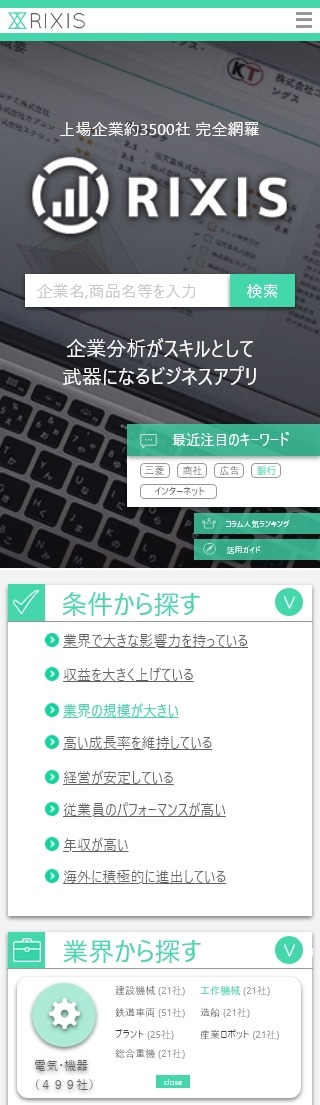 RIXIS
概要
株式会社
ングス
KT
上場企業約3500社 完全網羅
RIXIS
企業名,商品名等を入力
検索
企業分析がスキルとして
武器になるビジネスアプリ
最近注目のキーワード
三菱 商社 広告 銀行
インターネット
コラム人気ランキング
活用ガイド
条件から探す
業界で大きな影響力を持っている
収益を大きく上げている
業界の規模が大きい
高い成長率を維持している
経営が安定している
従業員のパフォーマンスが高い
年収が高い
海外に積極的に進出している
業界から探す
建設機械 (21社) 工作機械 (21社)
鉄道車両 (51社) 造船 (21社)
プラント (25社) 産業ロボット (21社)
総合重機 (21社)
電気・機器
(499社)
close